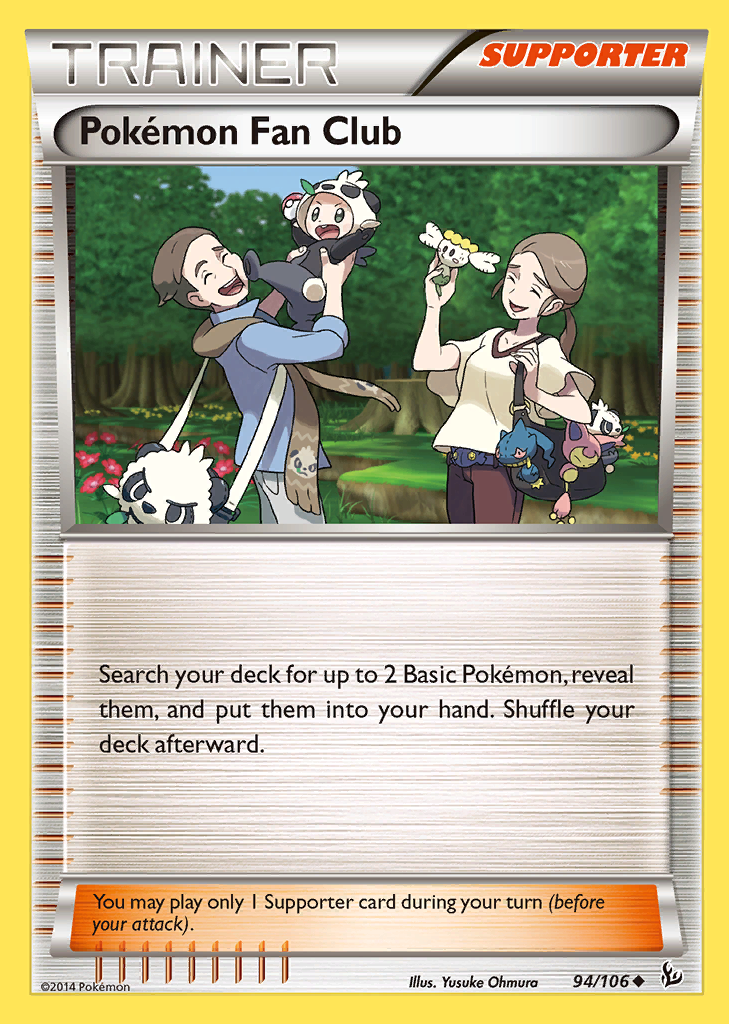 TRAINER
SUPPORTER
Pokémon Fan Club
Search your deck for up to 2 Basic Pokémon, reveal
them, and put them into your hand. Shuffle your
deck afterward.
You may play only 1 Supporter card during your turn (before
your attack).
©2014 Pokémon
Illus. Yusuke Ohmura
94/106